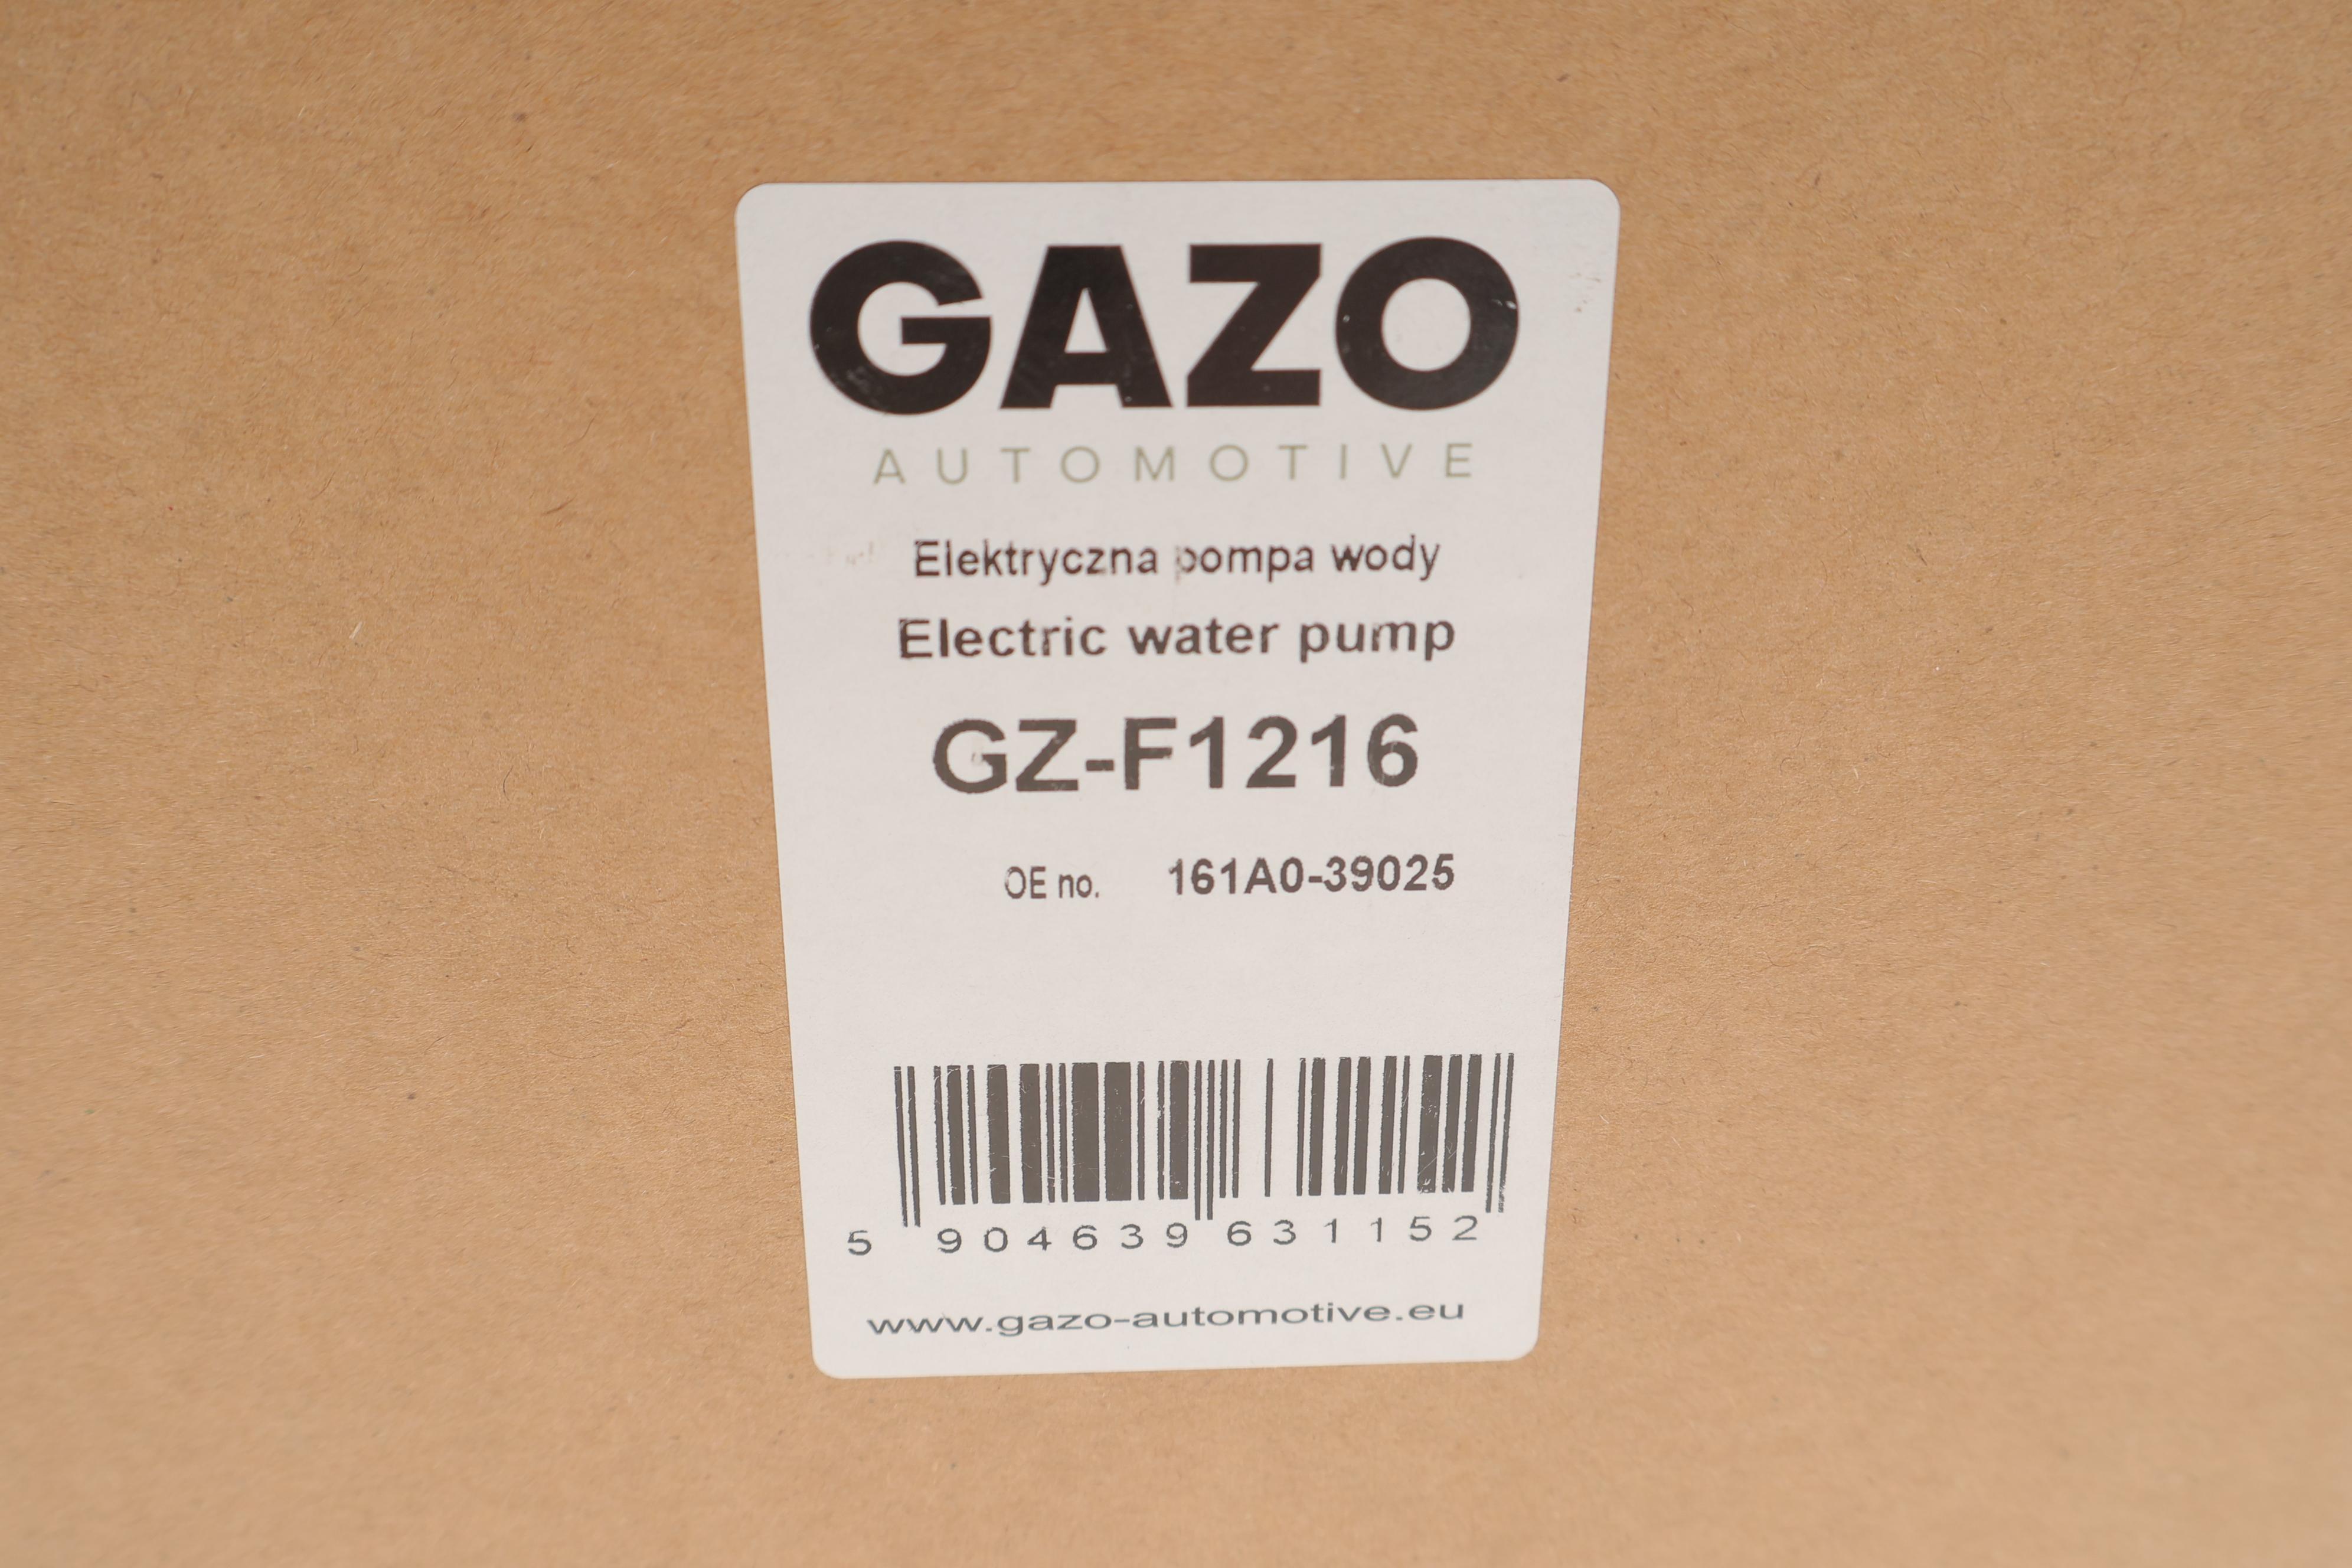 GAZO
AUTOMOTIVE
Elektryczna pompa wody
Electric water pump
GZ-F1216
OE no. 161A0-39025
5 904639 631152
www.gazo-automotive.eu